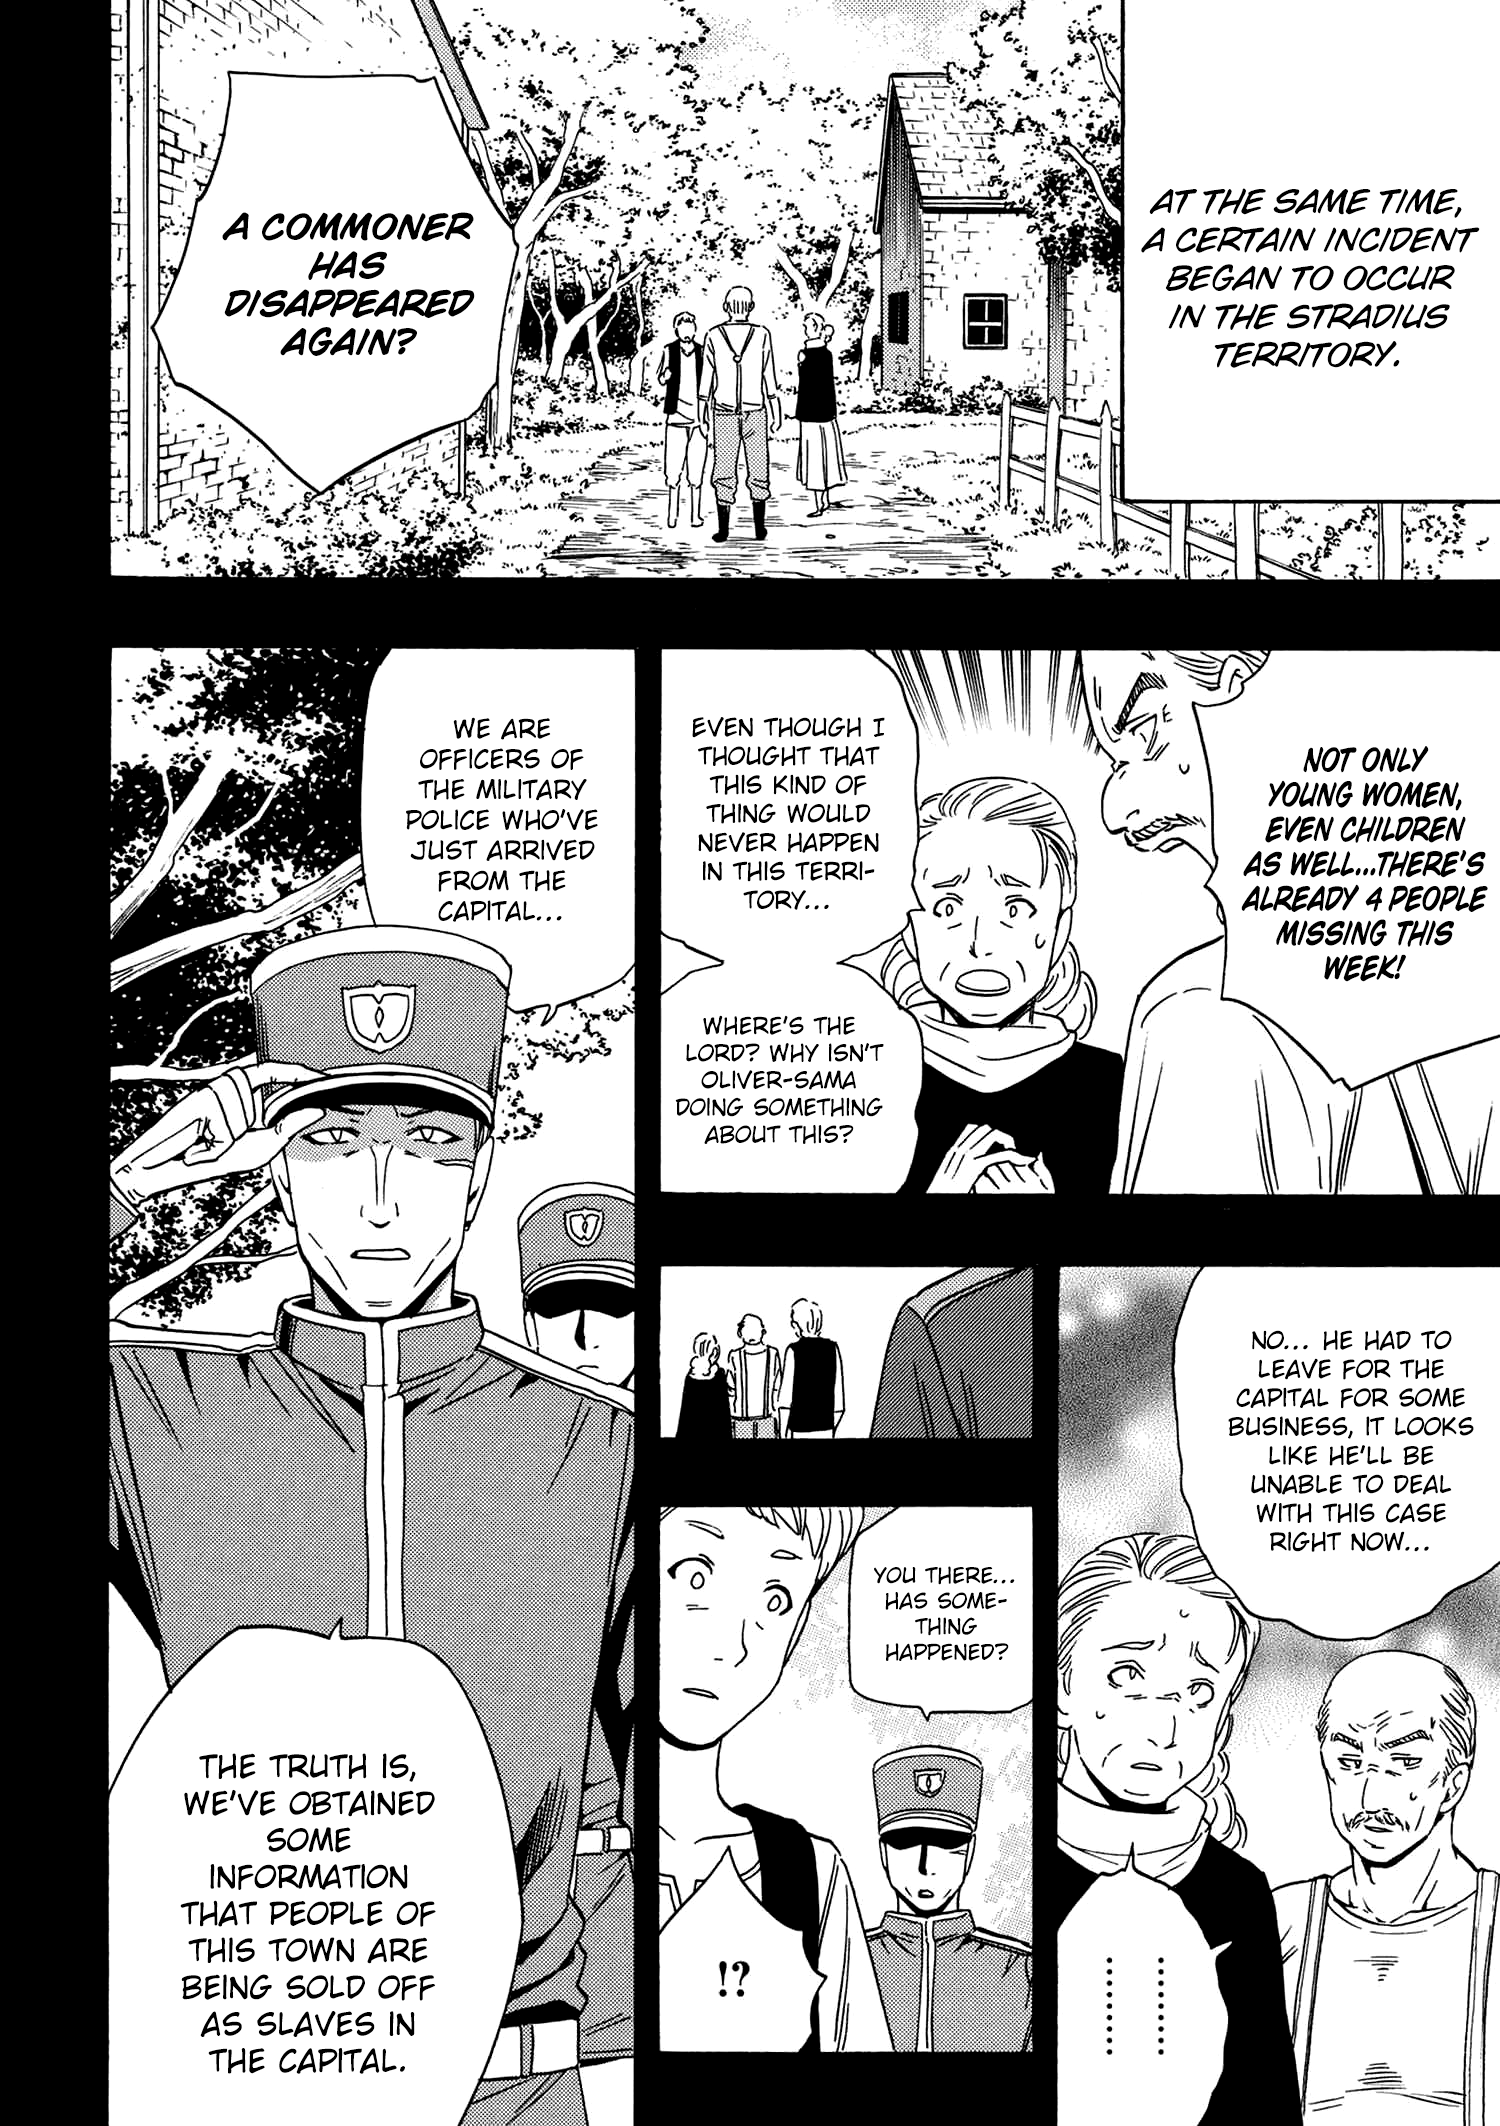 AT THE SAME TIME,
A CERTAIN INCIDENT
BEGAN TO OCCUR
IN THE STRADIUS
TERRITORY.
A COMMONER
HAS
DISAPPEARED
AGAIN?
NOT ONLY
YOUNG WOMEN,
EVEN CHILDREN
AS WELL...THERE'S
ALREADY 4 PEOPLE
MISSING THIS
WEEK!
EVEN THOUGH I
THOUGHT THAT
THIS KIND OF
THING WOULD
NEVER HAPPEN
IN THIS TERRI-
TORY...
WHERE'S THE
LORD? WHY ISN'T
OLIVER-SAMA
DOING SOMETHING
ABOUT THIS?
NO... HE HAD TO
LEAVE FOR THE
CAPITAL FOR SOME
BUSINESS, IT LOOKS
LIKE HE'LL BE
UNABLE TO DEAL
WITH THIS CASE
RIGHT NOW...
.........
.........
YOU THERE...
HAS SOME-
THING
HAPPENED?
!?
WE ARE
OFFICERS OF
THE MILITARY
POLICE WHO'VE
JUST ARRIVED
FROM THE
CAPITAL...
THE TRUTH IS,
WE'VE OBTAINED
SOME
INFORMATION
THAT PEOPLE OF
THIS TOWN ARE
BEING SOLD OFF
AS SLAVES IN
THE CAPITAL.